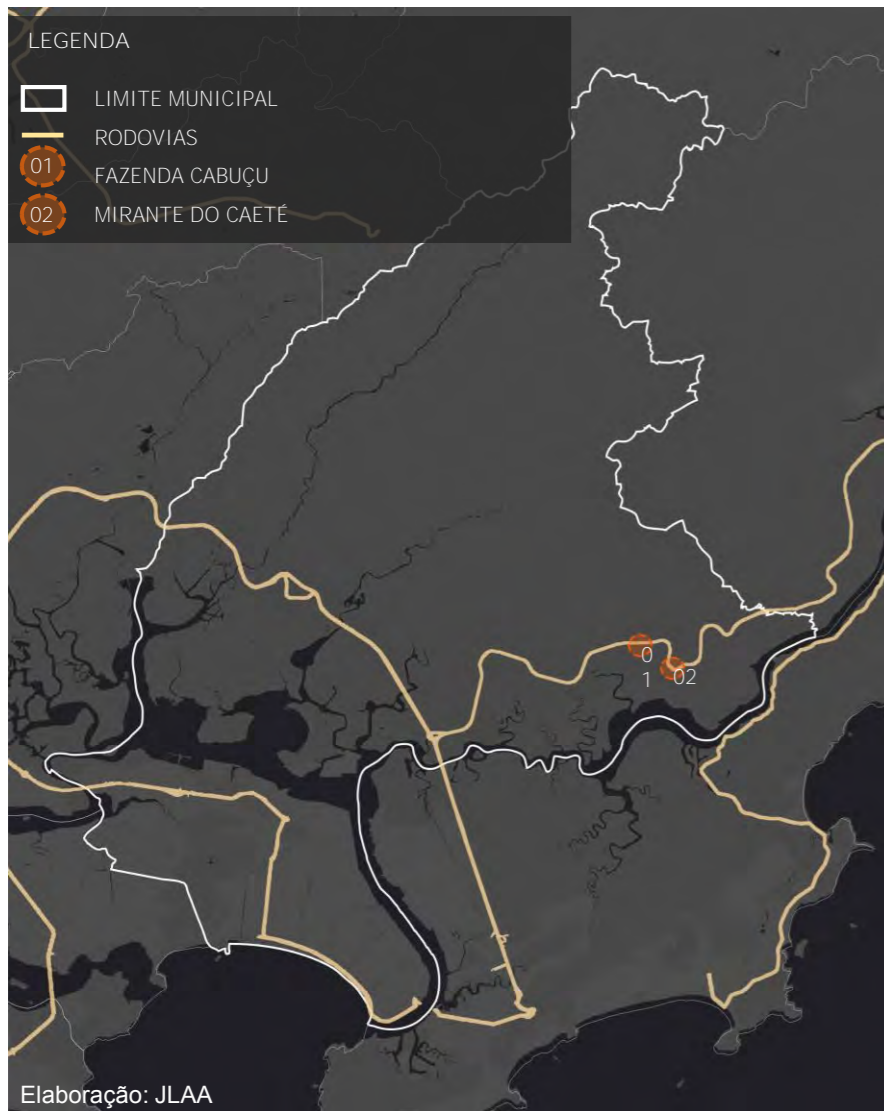 LEGENDA
LIMITE MUNICIPAL
RODOVIAS
01
FAZENDA CABUÇU
02
MIRANTE DO CAETÉ
0
1
02
Elaboração: JLAA